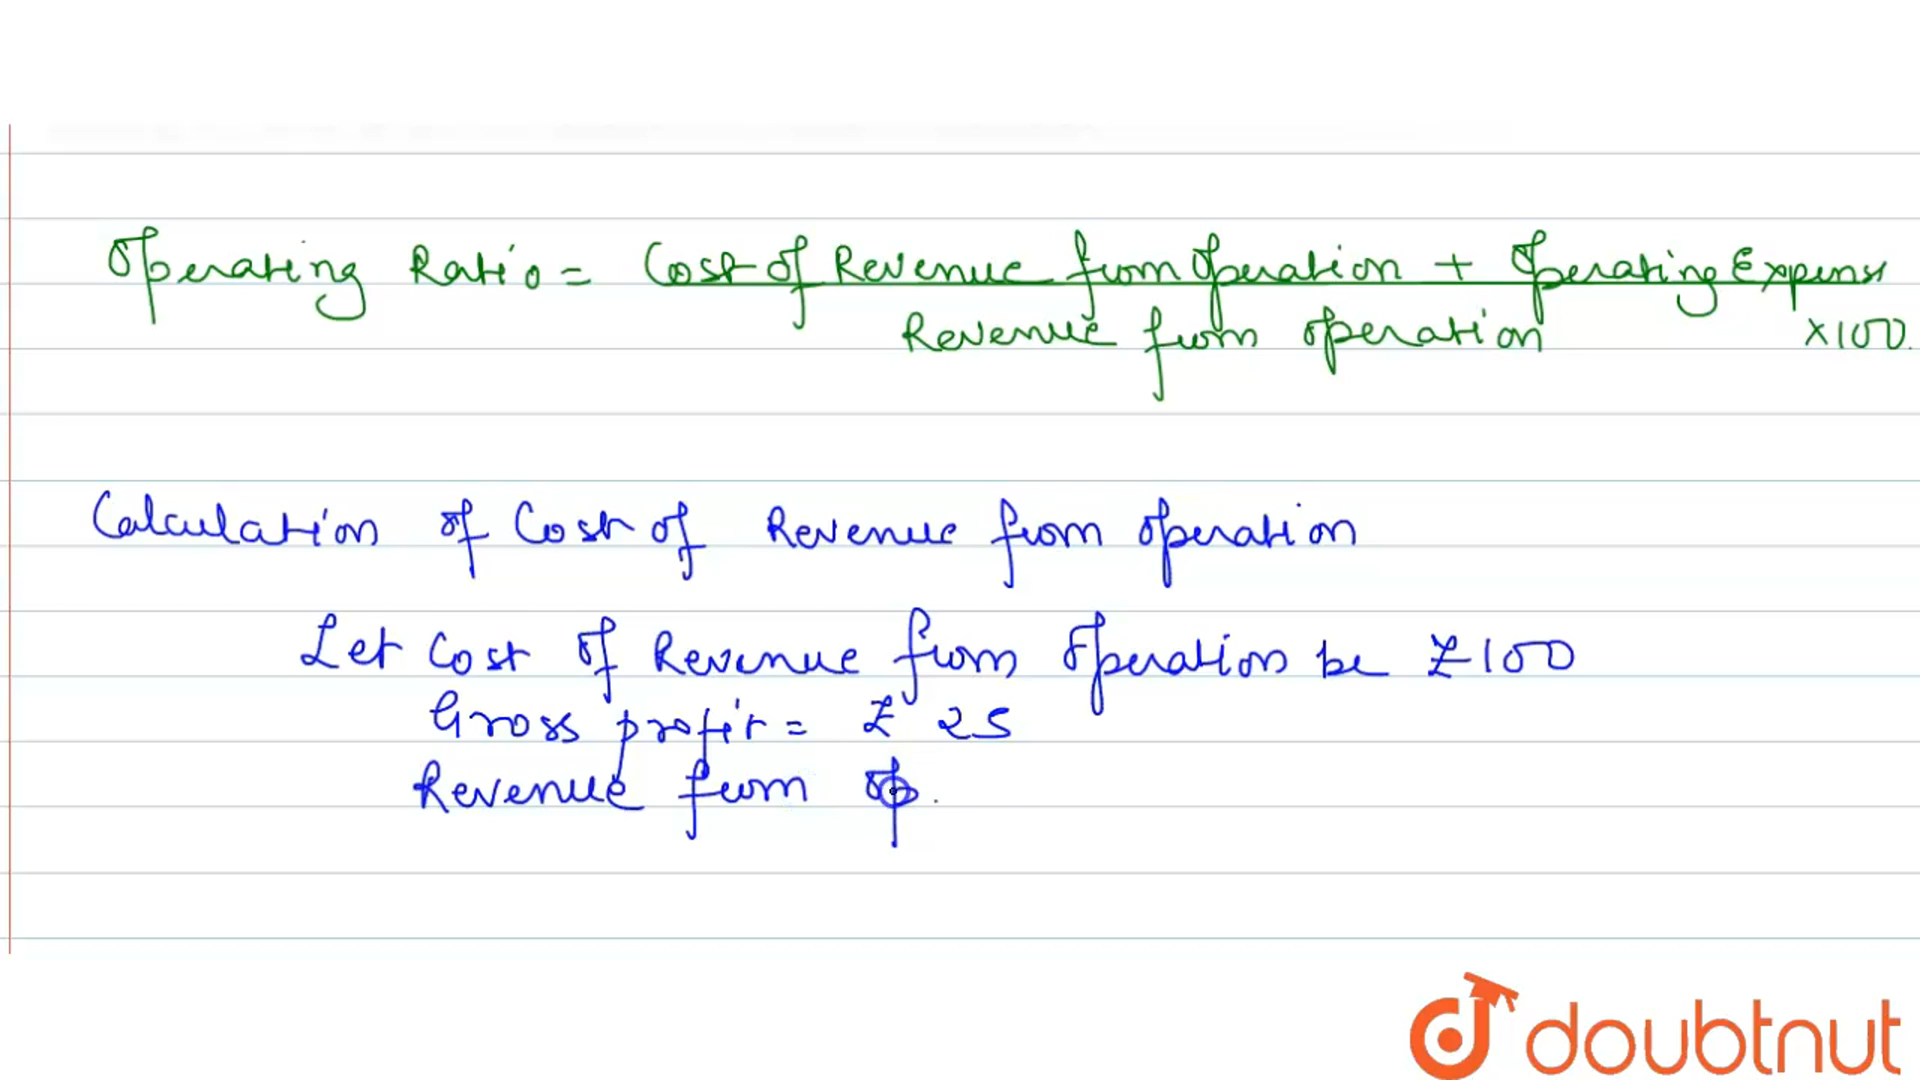 Operating Ratio = Cost of Revenue from Operation + Operating Expenses
Revenue from operation ×100.
Calculation of Cost of Revenue from operation
Let Cost of Revenue from Operation be ₹100
Gross profit = ₹ 25
Revenue from Op.
doubtnut